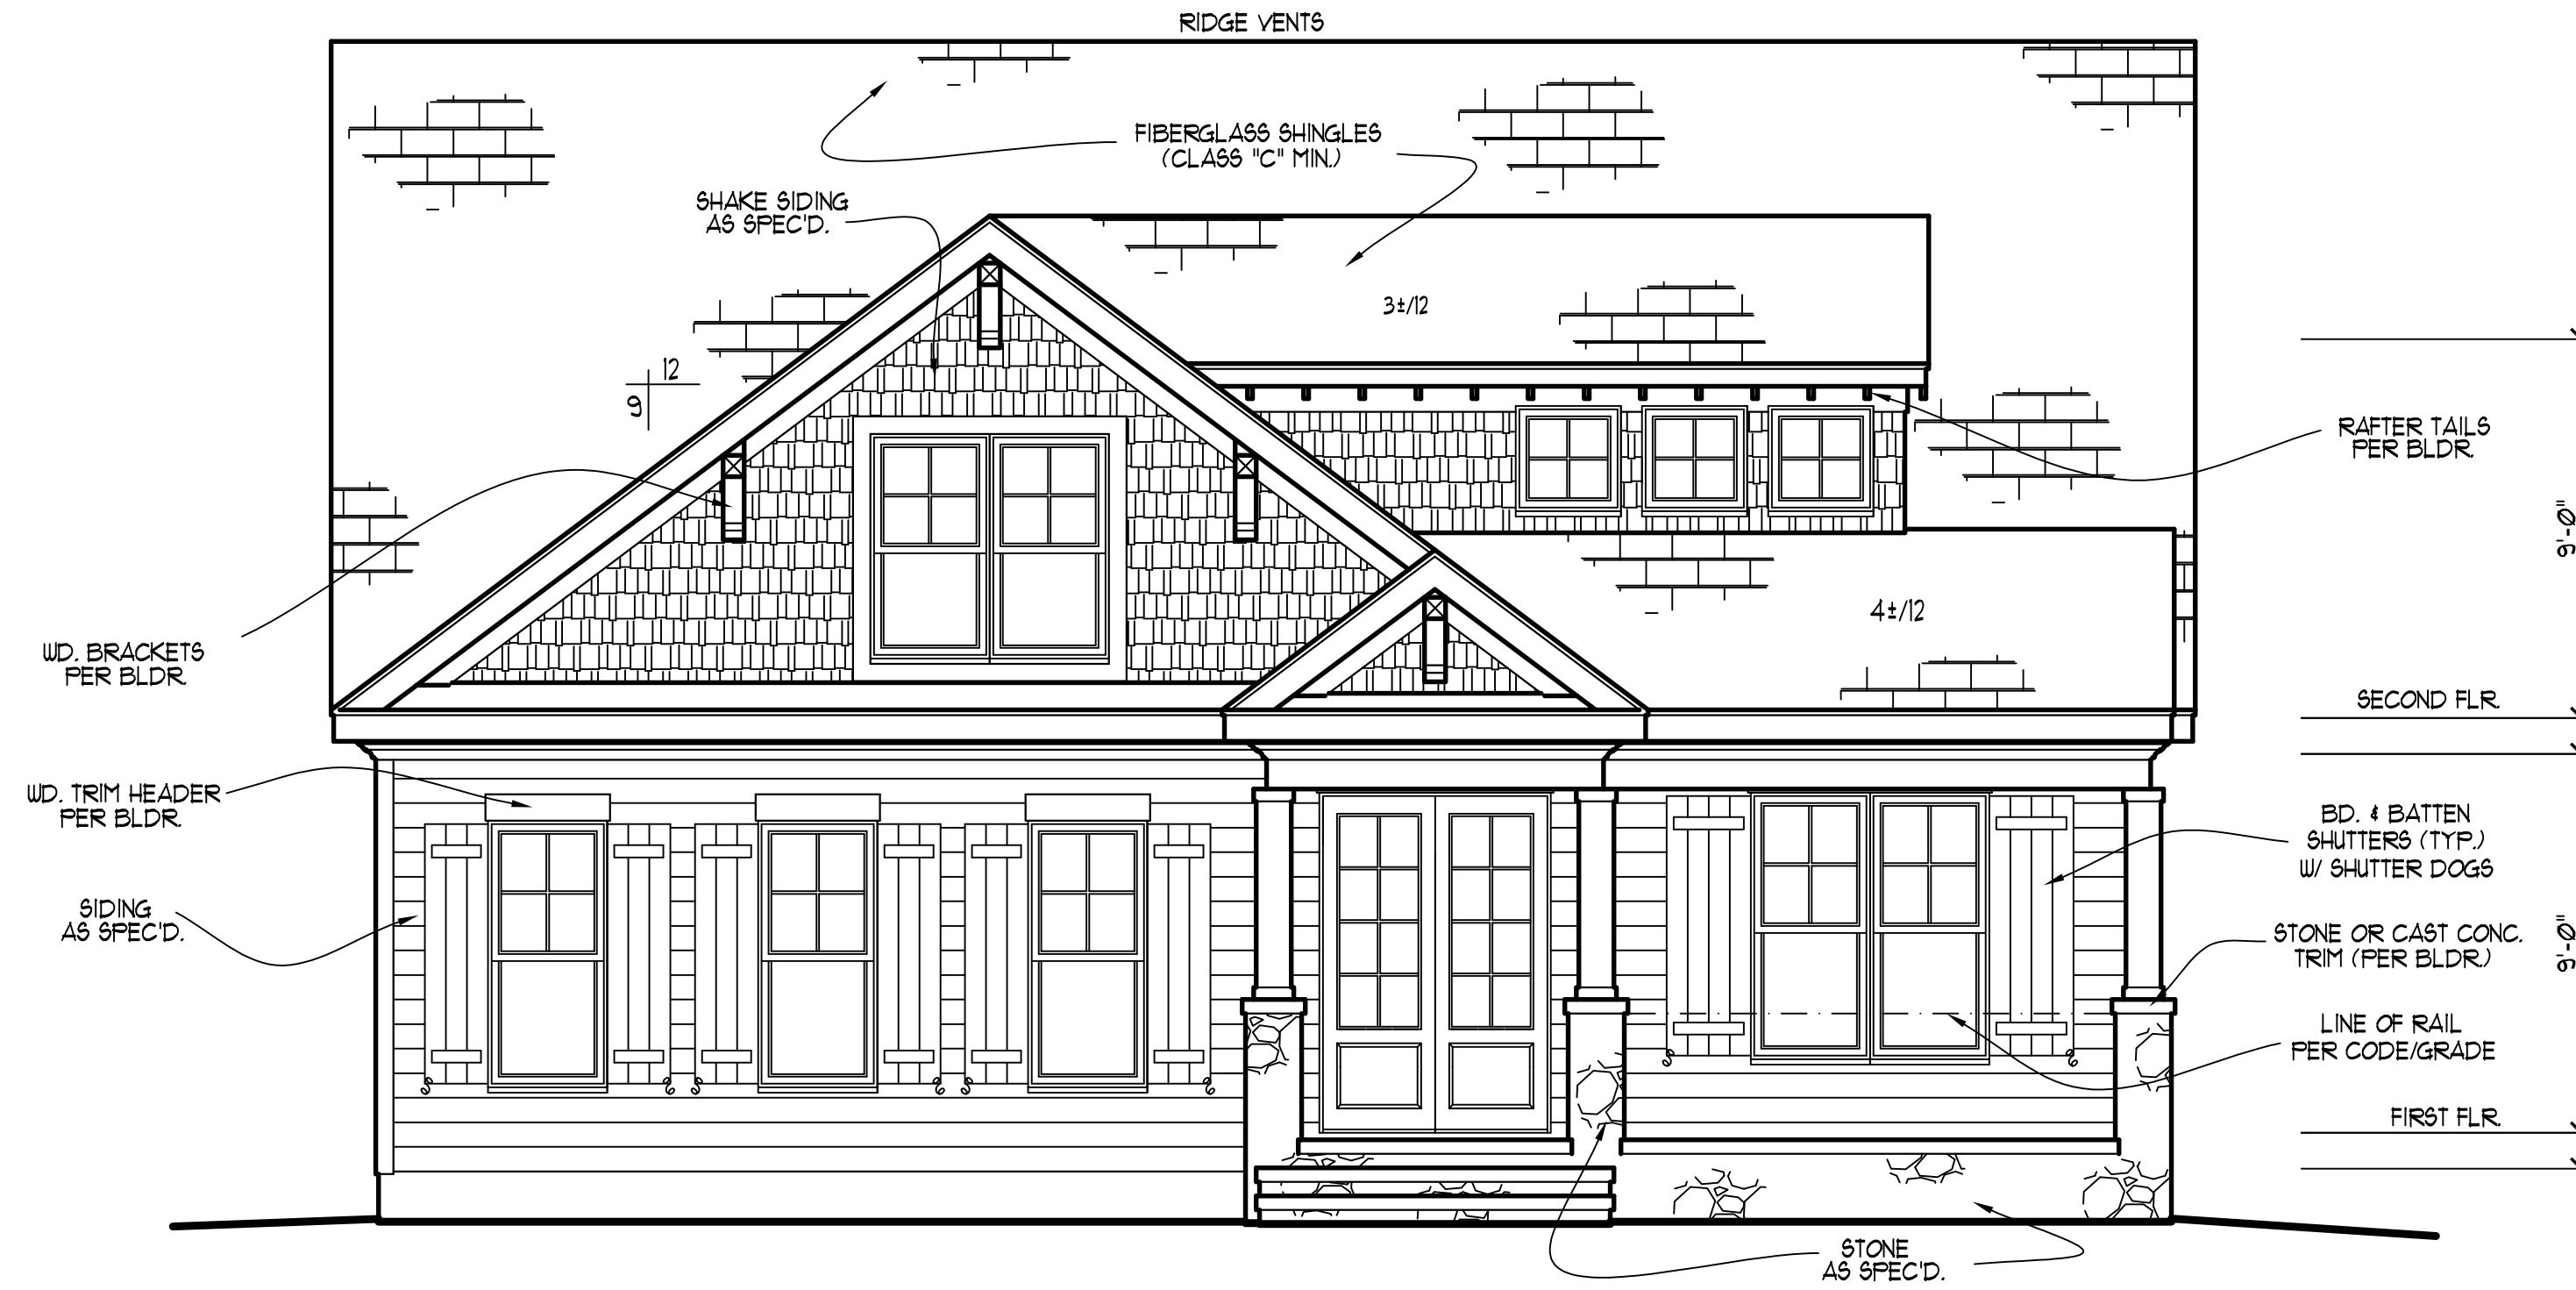 RIDGE VENTS
FIBERGLASS SHINGLES
(CLASS "C" MIN.)
SHAKE SIDING
AS SPEC'D.
3±/12
12
9
RAFTER TAILS
PER BLDR.
9'-0"
4±/12
WD. BRACKETS
PER BLDR.
SECOND FLR.
WD. TRIM HEADER
PER BLDR.
BD. & BATTEN
SHUTTERS (TYP.)
W/ SHUTTER DOGS
SIDING
AS SPEC'D.
STONE OR CAST CONC.
TRIM (PER BLDR.)
9'-0"
LINE OF RAIL
PER CODE/GRADE
FIRST FLR.
STONE
AS SPEC'D.